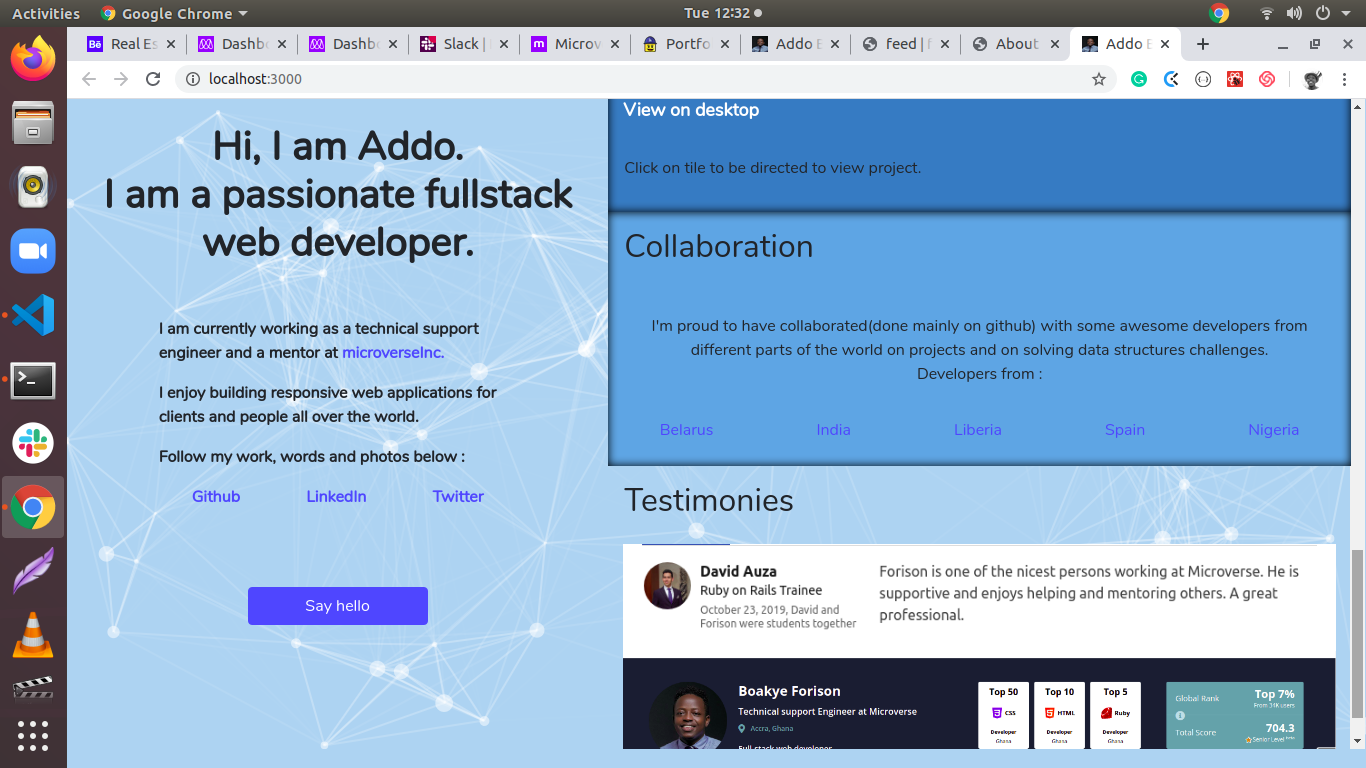 Activities
Google Chrome
Tue 12:32
Real Es
Dashb
Dashb
Slack |
Microv
Portfo
Addo
feed | f
About
Addo
localhost:3000
Hi, I am Addo.
I am a passionate fullstack
web developer.
I am currently working as a technical support
engineer and a mentor at microverseInc.
I enjoy building responsive web applications for
clients and people all over the world.
Follow my work, words and photos below :
Github LinkedIn Twitter
Say hello
View on desktop
Click on tile to be directed to view project.
Collaboration
I'm proud to have collaborated(done mainly on github) with some awesome developers from
different parts of the world on projects and on solving data structures challenges.
Developers from :
Belarus India Liberia Spain Nigeria
Testimonies
David Auza
Ruby on Rails Trainee
October 23, 2019, David and
Forison were students together
Forison is one of the nicest persons working at Microverse. He is
supportive and enjoys helping and mentoring others. A great
professional.
Boakye Forison
Technical support Engineer at Microverse
Accra, Ghana
Full stack web developer
Top 50
CSS
Developer
Ghana
Top 10
HTML
Developer
Ghana
Top 5
Ruby
Developer
Ghana
Global Rank
Top 7%
From 34K users
Total Score
704.3
Senior Level